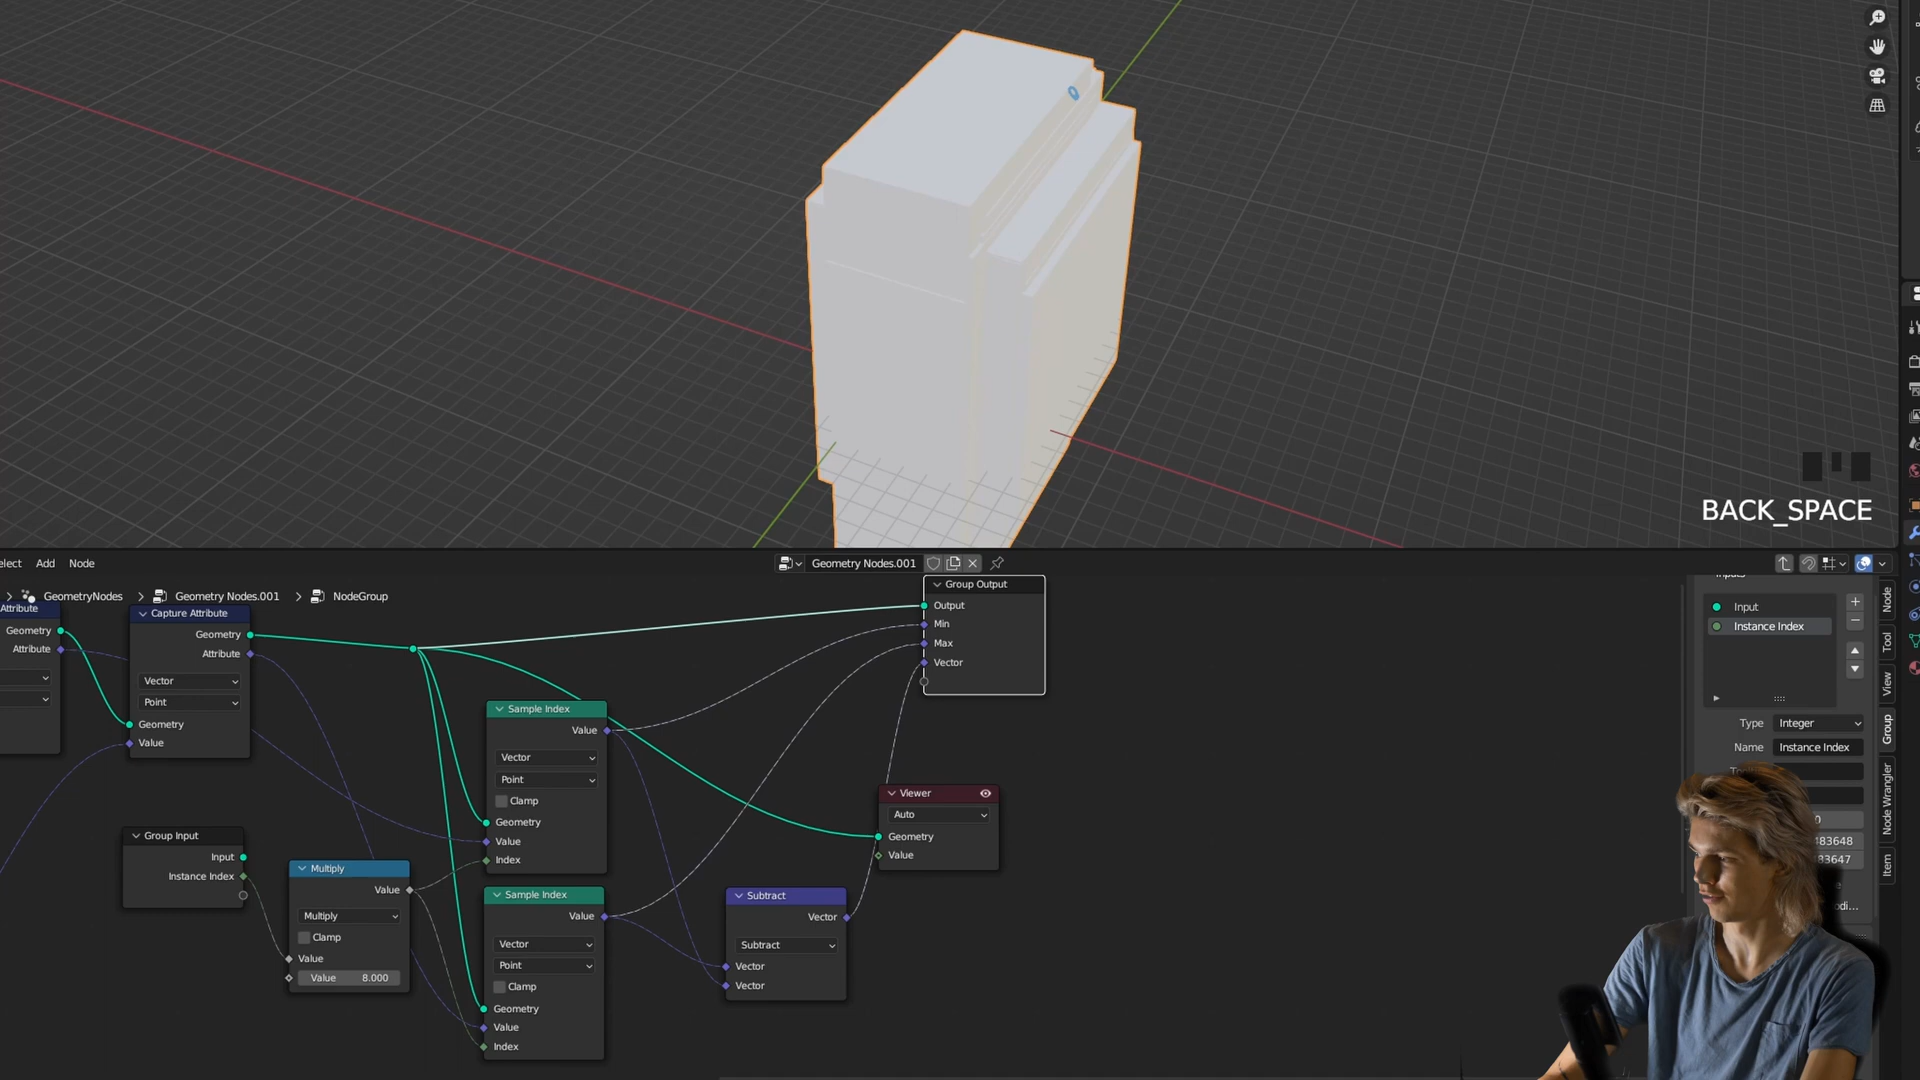 BACK_SPACE
elect Add Node
Geometry Nodes.001
GeometryNodes > Geometry Nodes.001 > NodeGroup
Attribute
Geometry
Attribute
Capture Attribute
Geometry
Attribute
Vector
Point
Geometry
Value
Group Input
Input
Instance Index
Multiply
Value
Multiply
Clamp
Value
Value 8.000
Sample Index
Value
Vector
Point
Clamp
Geometry
Value
Index
Sample Index
Value
Vector
Point
Clamp
Geometry
Value
Index
Subtract
Vector
Subtract
Vector
Vector
Viewer
Auto
Geometry
Value
Group Output
Output
Min
Max
Vector
Input
Instance Index
Type Integer
Name Instance Index
0
483648
83647
odi...
Node
Tool
View
Group
Node Wrangler
Item